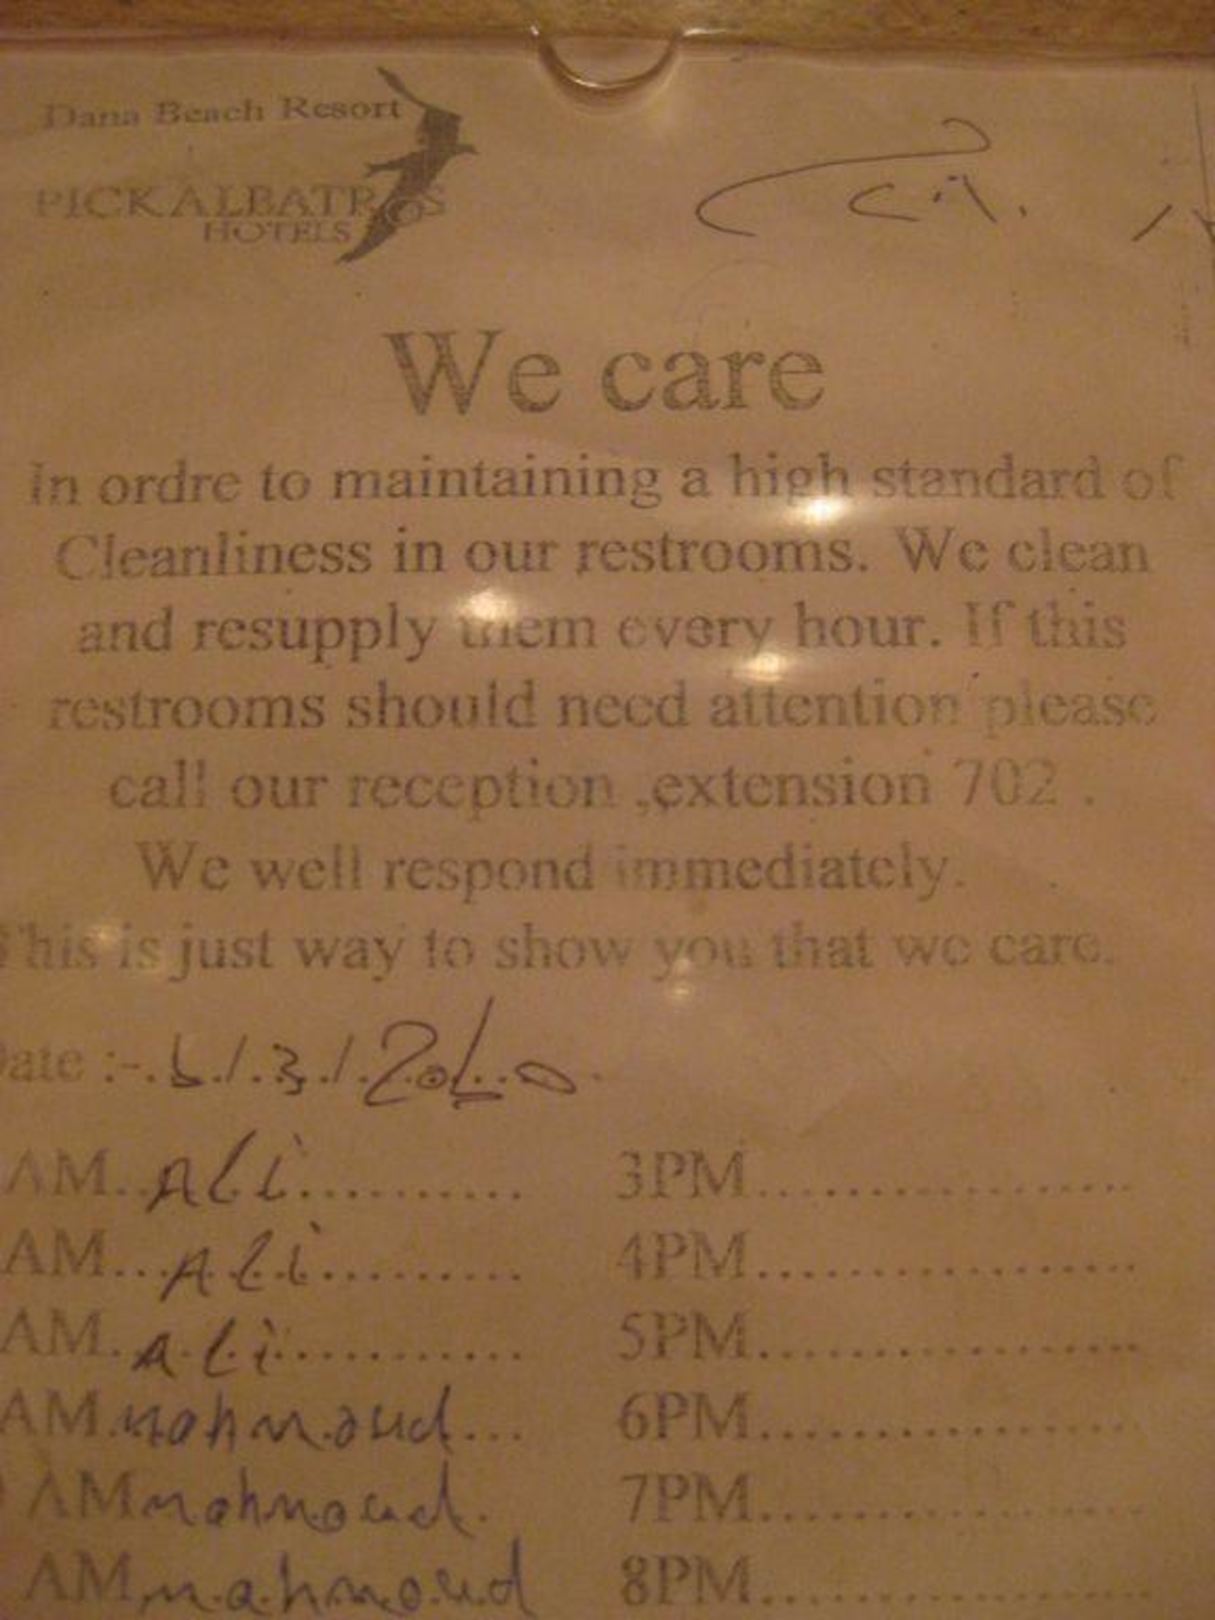 Dana Beach Resort
PICKALBATROS
HOTELS
We care
In ordre to maintaining a high standard of
Cleanliness in our restrooms. We clean
and resupply them every hour. If this
restrooms should need attention please
call our reception ,extension 702 .
We well respond immediately.
This is just way to show you that we care.
Date :-. 5/.3./.2010
AM..ALi.......... 3PM..................
AM...ALi.......... 4PM..................
AM.ALi............ 5PM..................
AM.mahmoud... 6PM..................
AM mahmoud. 7PM..................
AM.mahmoud 8PM..................